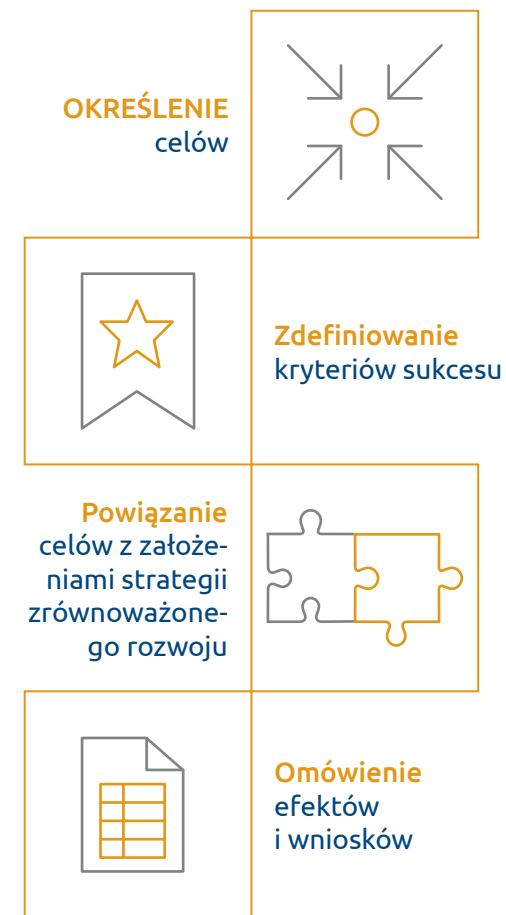 OKREŚLENIE
celów
Zdefiniowanie
kryteriów sukcesu
Powiązanie
celów z założe-
niami strategii
zrównoważone-
go rozwoju
Omówienie
efektów
i wniosków